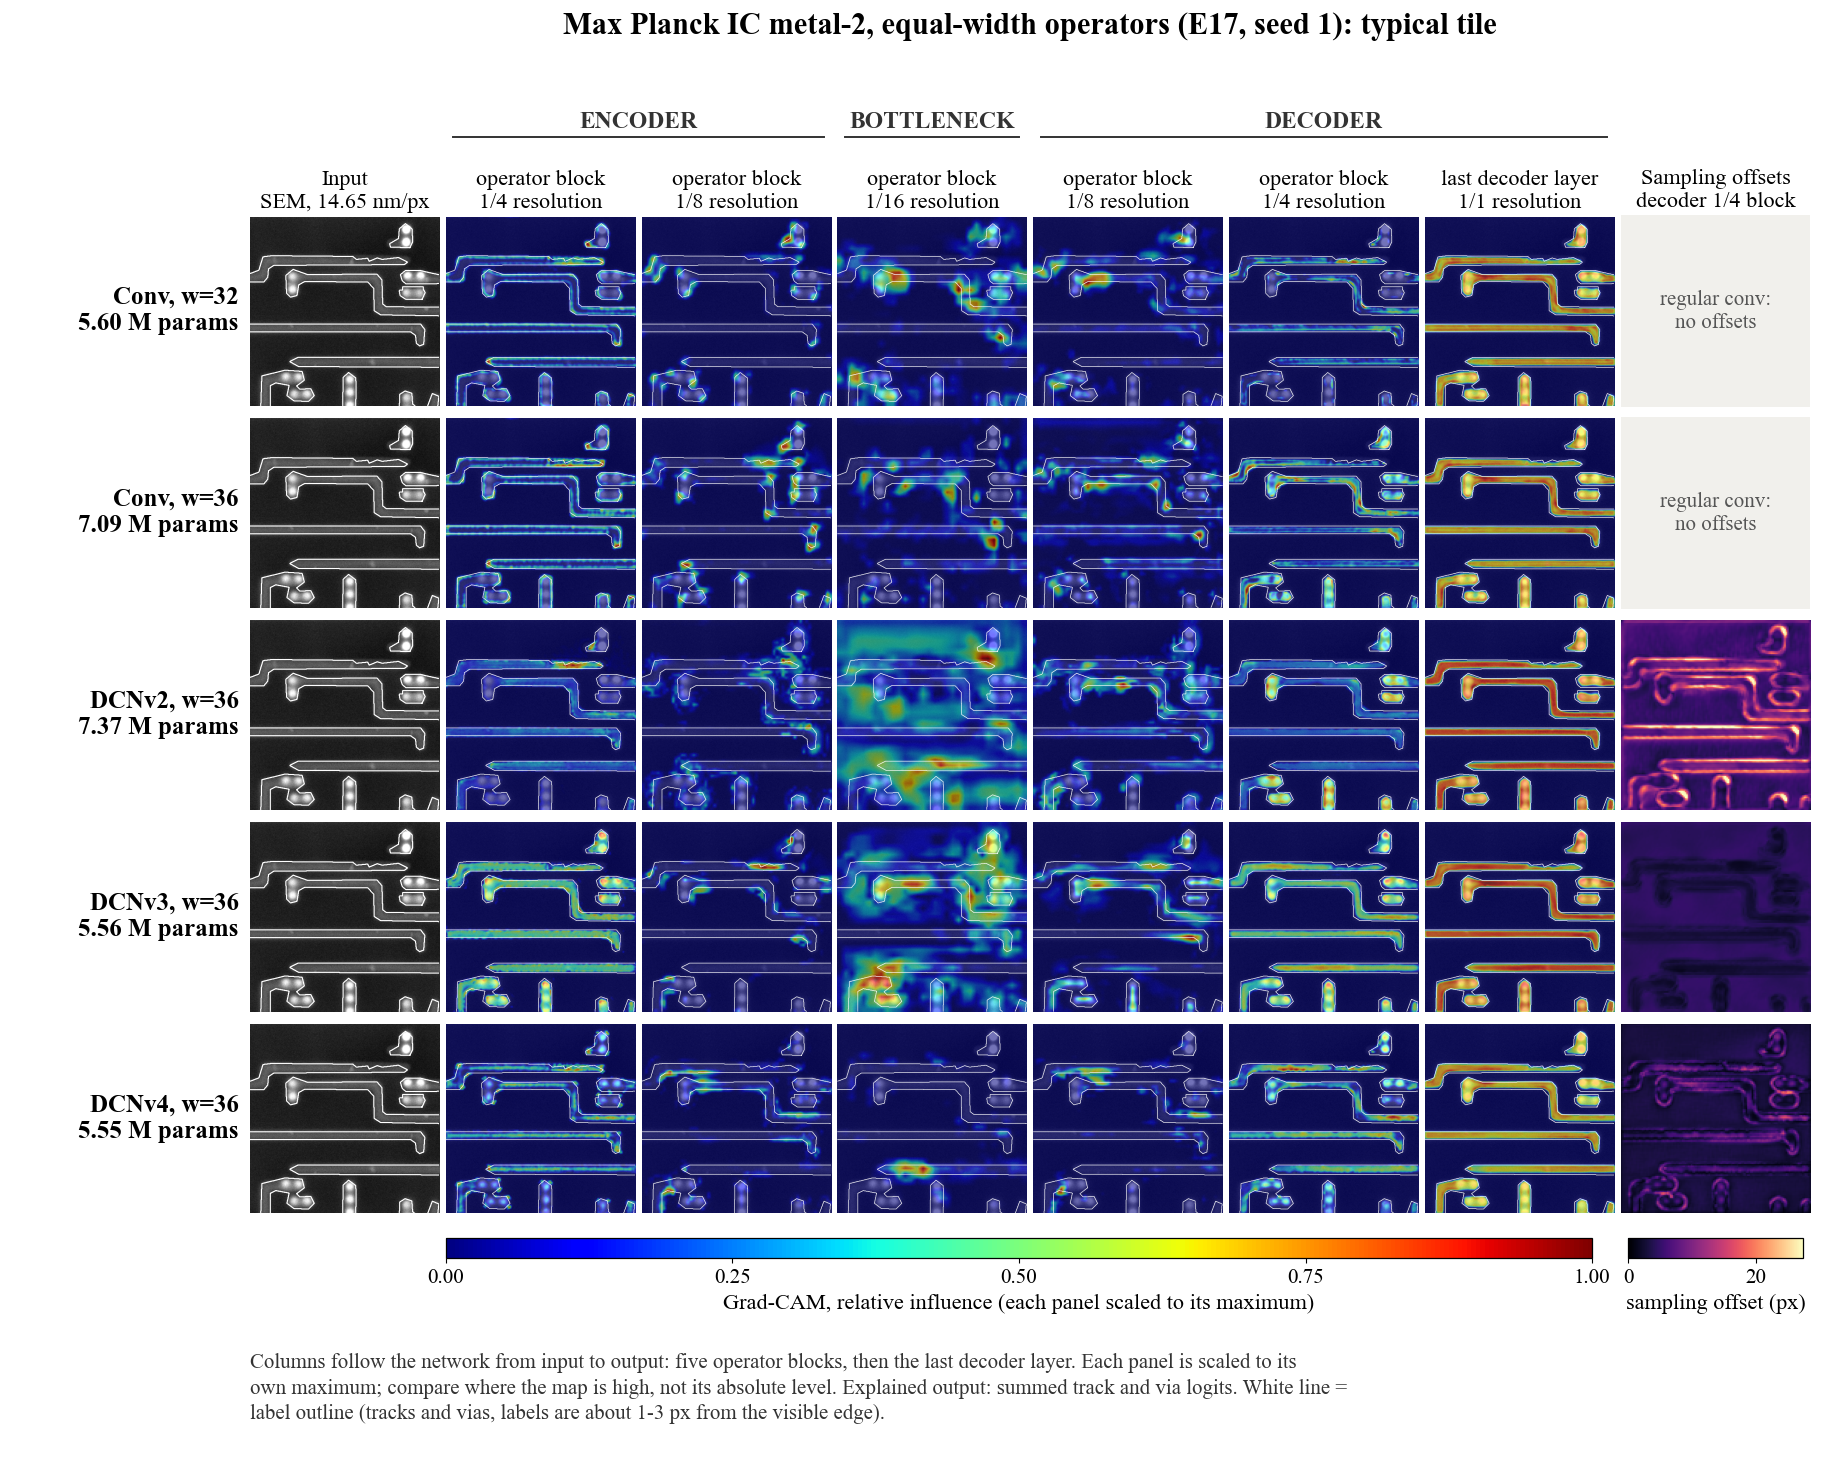 Max Planck IC metal-2, equal-width operators (E17, seed 1): typical tile
ENCODER
BOTTLENECK
DECODER
Input
SEM, 14.65 nm/px
operator block
1/4 resolution
operator block
1/8 resolution
operator block
1/16 resolution
operator block
1/8 resolution
operator block
1/4 resolution
last decoder layer
1/1 resolution
Sampling offsets
decoder 1/4 block
Conv, w=32
5.60 M params
regular conv:
no offsets
Conv, w=36
7.09 M params
regular conv:
no offsets
DCNv2, w=36
7.37 M params
DCNv3, w=36
5.56 M params
DCNv4, w=36
5.55 M params
0.00
0.25
0.50
0.75
1.00
Grad-CAM, relative influence (each panel scaled to its maximum)
0
20
sampling offset (px)
Columns follow the network from input to output: five operator blocks, then the last decoder layer. Each panel is scaled to its
own maximum; compare where the map is high, not its absolute level. Explained output: summed track and via logits. White line =
label outline (tracks and vias, labels are about 1-3 px from the visible edge).